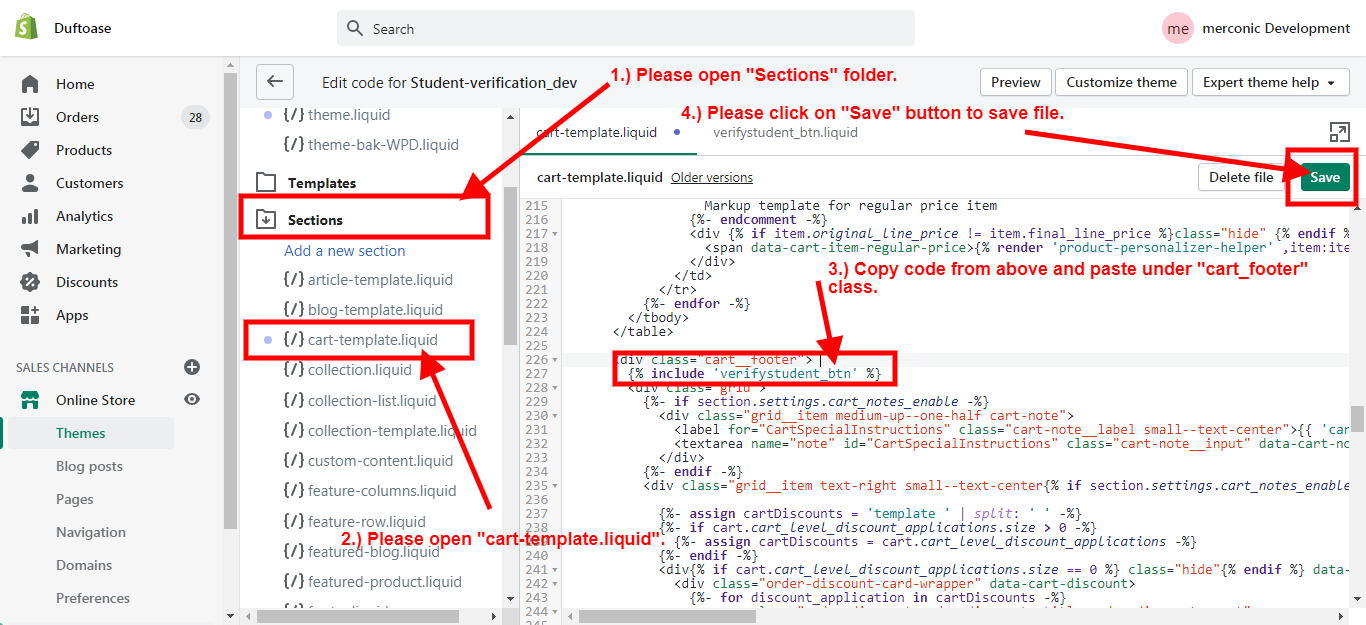 Duftoase
Search
me
merconic Development
Home
Orders
28
Products
Customers
Analytics
Marketing
Discounts
Apps
SALES CHANNELS
Online Store
Themes
Blog posts
Pages
Navigation
Domains
Preferences
Edit code for Student-verification_dev
1.) Please open "Sections" folder.
Preview
Customize theme
Expert theme help
4.) Please click on "Save" button to save file.
{/} theme.liquid
{/} theme-bak-WPD.liquid
Templates
Sections
Add a new section
{/} article-template.liquid
{/} blog-template.liquid
{/} cart-template.liquid
{/} collection.liquid
{/} collection-list.liquid
{/} collection-template.liquid
{/} custom-content.liquid
{/} feature-columns.liquid
{/} feature-row.liquid
2.) Please open "cart-template.liquid".
{/} featured-blog.liquid
{/} featured-product.liquid
cart-template.liquid
verifystudent_btn.liquid
cart-template.liquid Older versions
Delete file
Save
215 Markup template for regular price item
216 {%- endcomment -%}
217 <div {% if item.original_line_price != item.final_line_price %}class="hide" {% endif %
218 <span data-cart-item-regular-price>{% render 'product-personalizer-helper' ,item:ite
219 </div>
220 </td>
3.) Copy code from above and paste under "cart_footer"
class.
221 </tr>
222 {%- endfor -%}
223 </tbody>
224 </table>
225
226 <div class="cart__footer">
227 {% include 'verifystudent_btn' %}
228 <div class="grid">
229 {%- if section.settings.cart_notes_enable -%}
230 <div class="grid__item medium-up--one-half cart-note">
231 <label for="CartSpecialInstructions" class="cart-note__label small--text-center">{{ 'car
232 <textarea name="note" id="CartSpecialInstructions" class="cart-note__input" data-cart-no
233 </div>
234 {%- endif -%}
235 <div class="grid__item text-right small--text-center{% if section.settings.cart_notes_enable
236
237 {%- assign cartDiscounts = 'template ' | split: ' ' -%}
238 {%- if cart.cart_level_discount_applications.size > 0 -%}
{%- assign cartDiscounts = cart.cart_level_discount_applications -%}
240 {%- endif -%}
241 <div{% if cart.cart_level_discount_applications.size == 0 %} class="hide"{% endif %} data-
242 <div class="order-discount-card-wrapper" data-cart-discount>
243 {%- for discount_application in cartDiscounts -%}
244
245